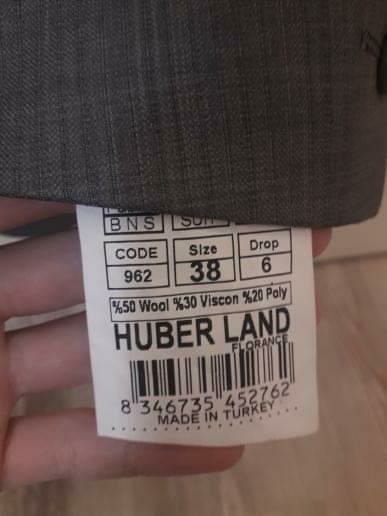 BNS
CODE Size Drop
962 38 6
%50 Wool %30 Viscon %20 Poly
HUBER LAND
FLORANCE
8 346735 452762
MADE IN TURKEY